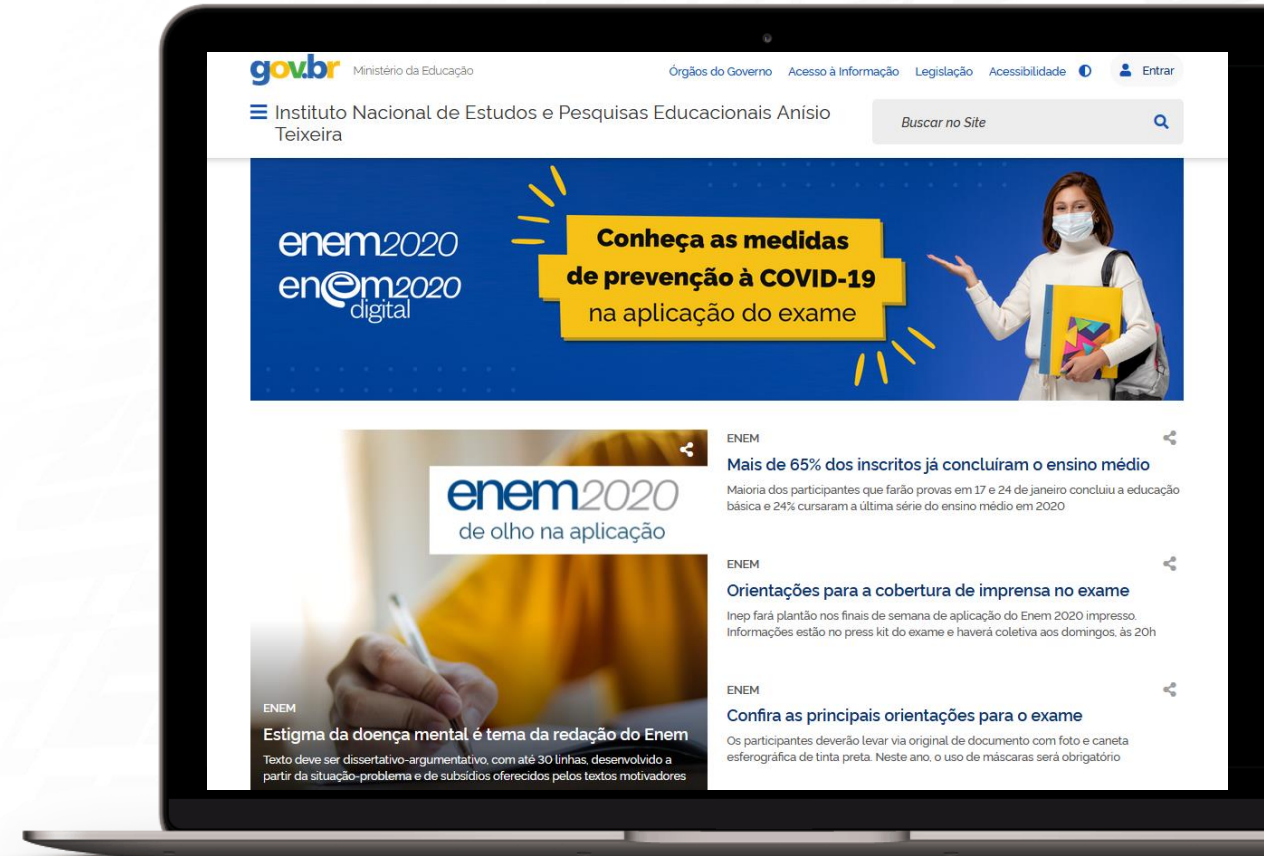 gov.br Ministério da Educação Órgãos do Governo Acesso à Informação Legislação Acessibilidade Entrar
Instituto Nacional de Estudos e Pesquisas Educacionais Anísio
Teixeira
Buscar no Site
enem2020
enem2020
digital
Conheça as medidas
de prevenção à COVID-19
na aplicação do exame
enem2020
de olho na aplicação
ENEM
Estigma da doença mental é tema da redação do Enem
Texto deve ser dissertativo-argumentativo, com até 30 linhas, desenvolvido a
partir da situação-problema e de subsídios oferecidos pelos textos motivadores
ENEM
Mais de 65% dos inscritos já concluíram o ensino médio
Maioria dos participantes que farão provas em 17 e 24 de janeiro concluiu a educação
básica e 24% cursaram a última série do ensino médio em 2020
ENEM
Orientações para a cobertura de imprensa no exame
Inep fará plantão nos finais de semana de aplicação do Enem 2020 impresso.
Informações estão no press kit do exame e haverá coletiva aos domingos, às 20h
ENEM
Confira as principais orientações para o exame
Os participantes deverão levar via original de documento com foto e caneta
esferográfica de tinta preta. Neste ano, o uso de máscaras será obrigatório